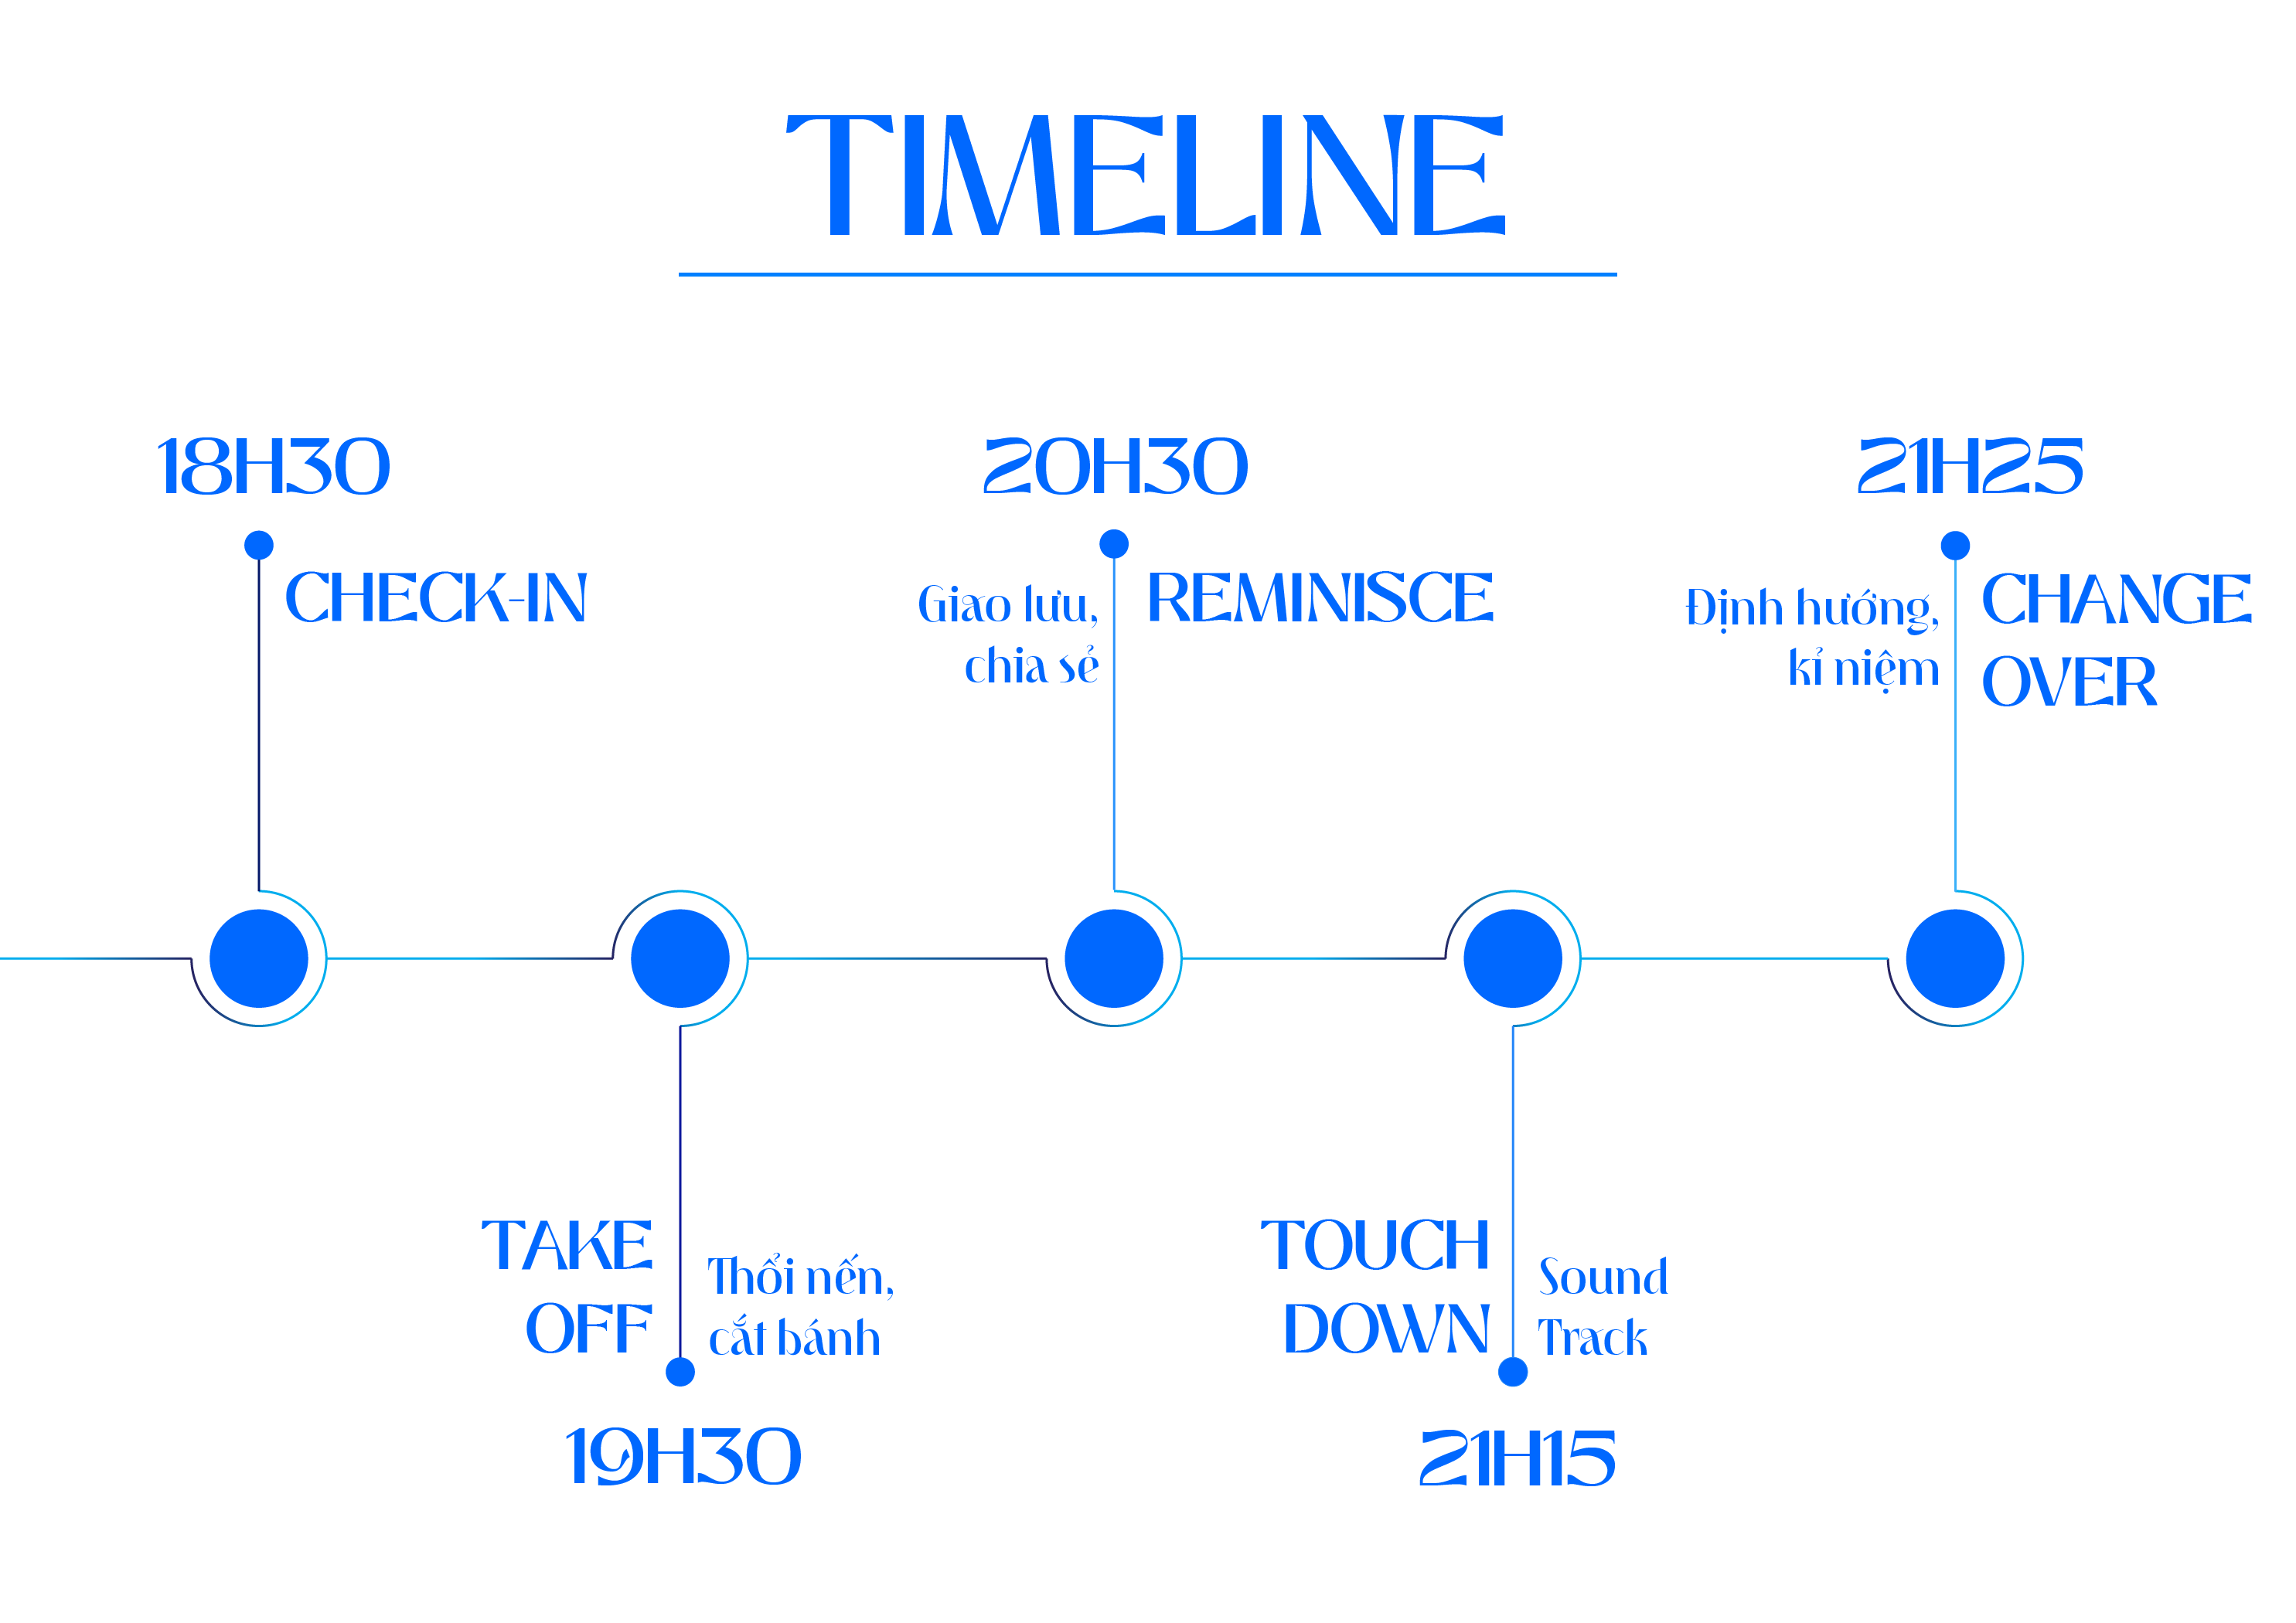 TIMELINE
18H30
CHECK-IN
TAKE
OFF
Thổi nến,
cắt bánh
19H30
20H30
Giao lưu,
chia sẻ
REMINISCE
TOUCH
DOWN
Sound
Track
21H15
21H25
Định hướng,
kỉ niệm
CHANGE
OVER